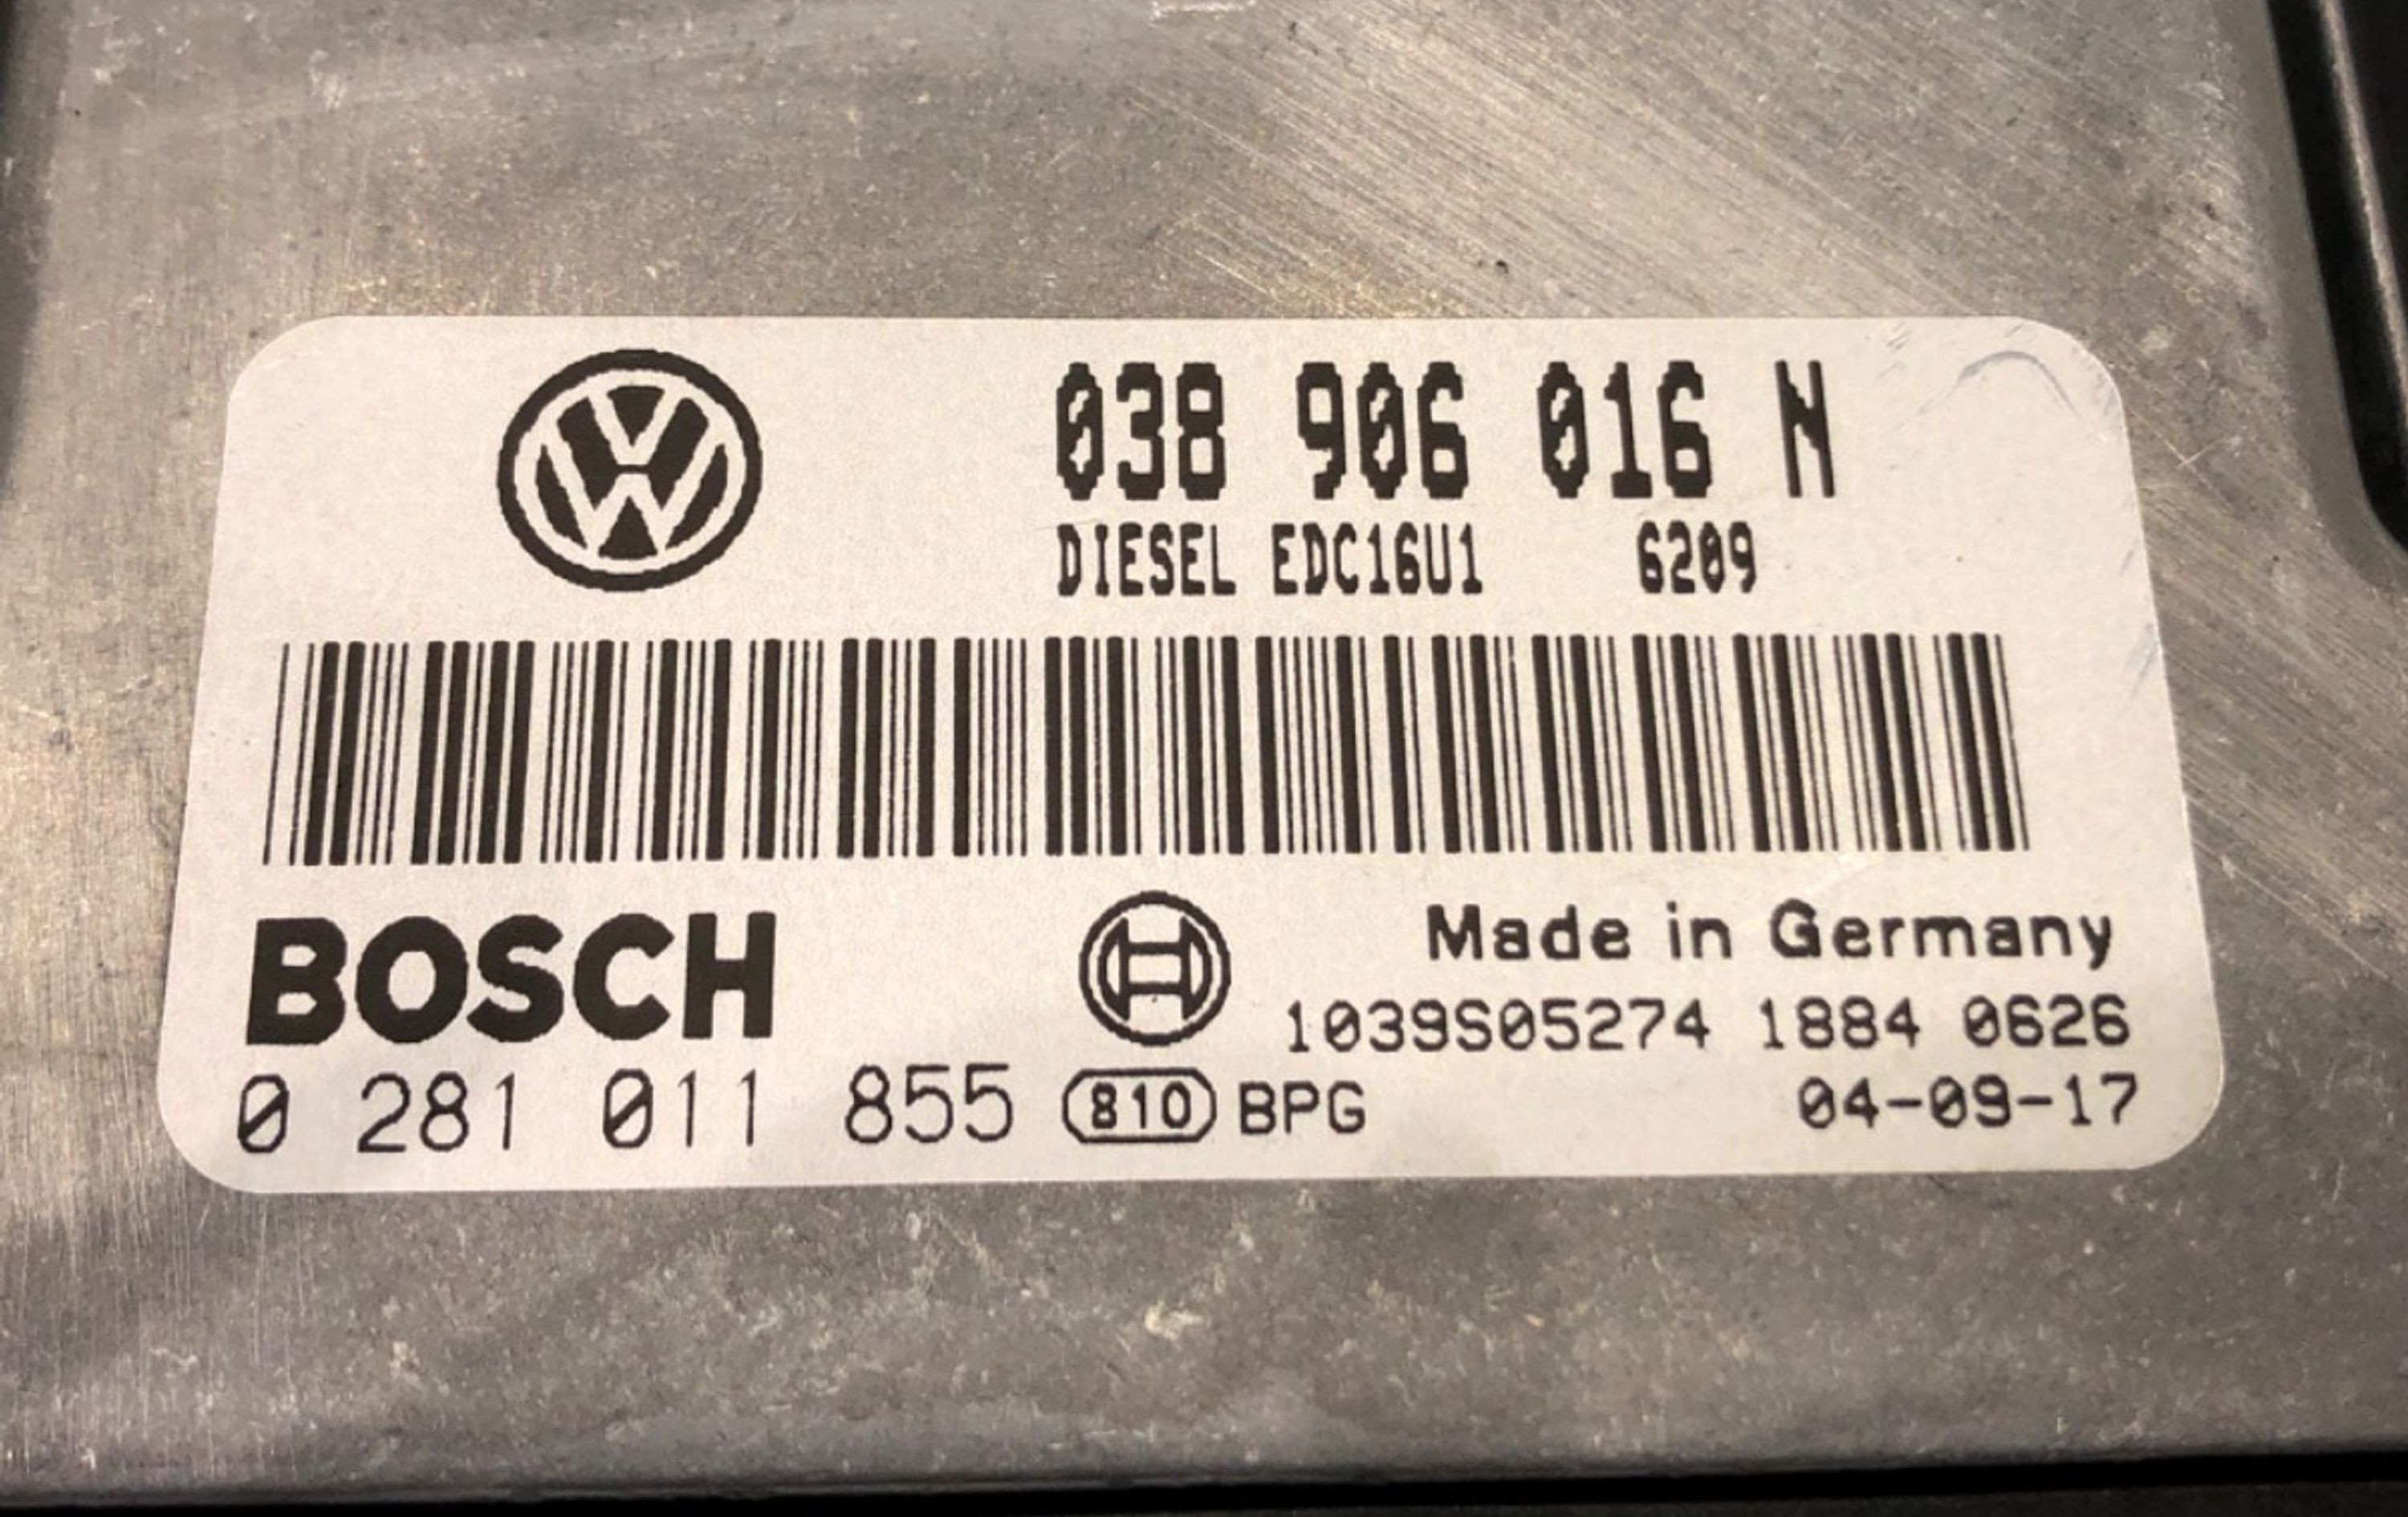 038 906 016 N
DIESEL EDC16U1 6209
BOSCH
Made in Germany
1039S05274 1884 0626
0 281 011 855 810 BPG 04-09-17